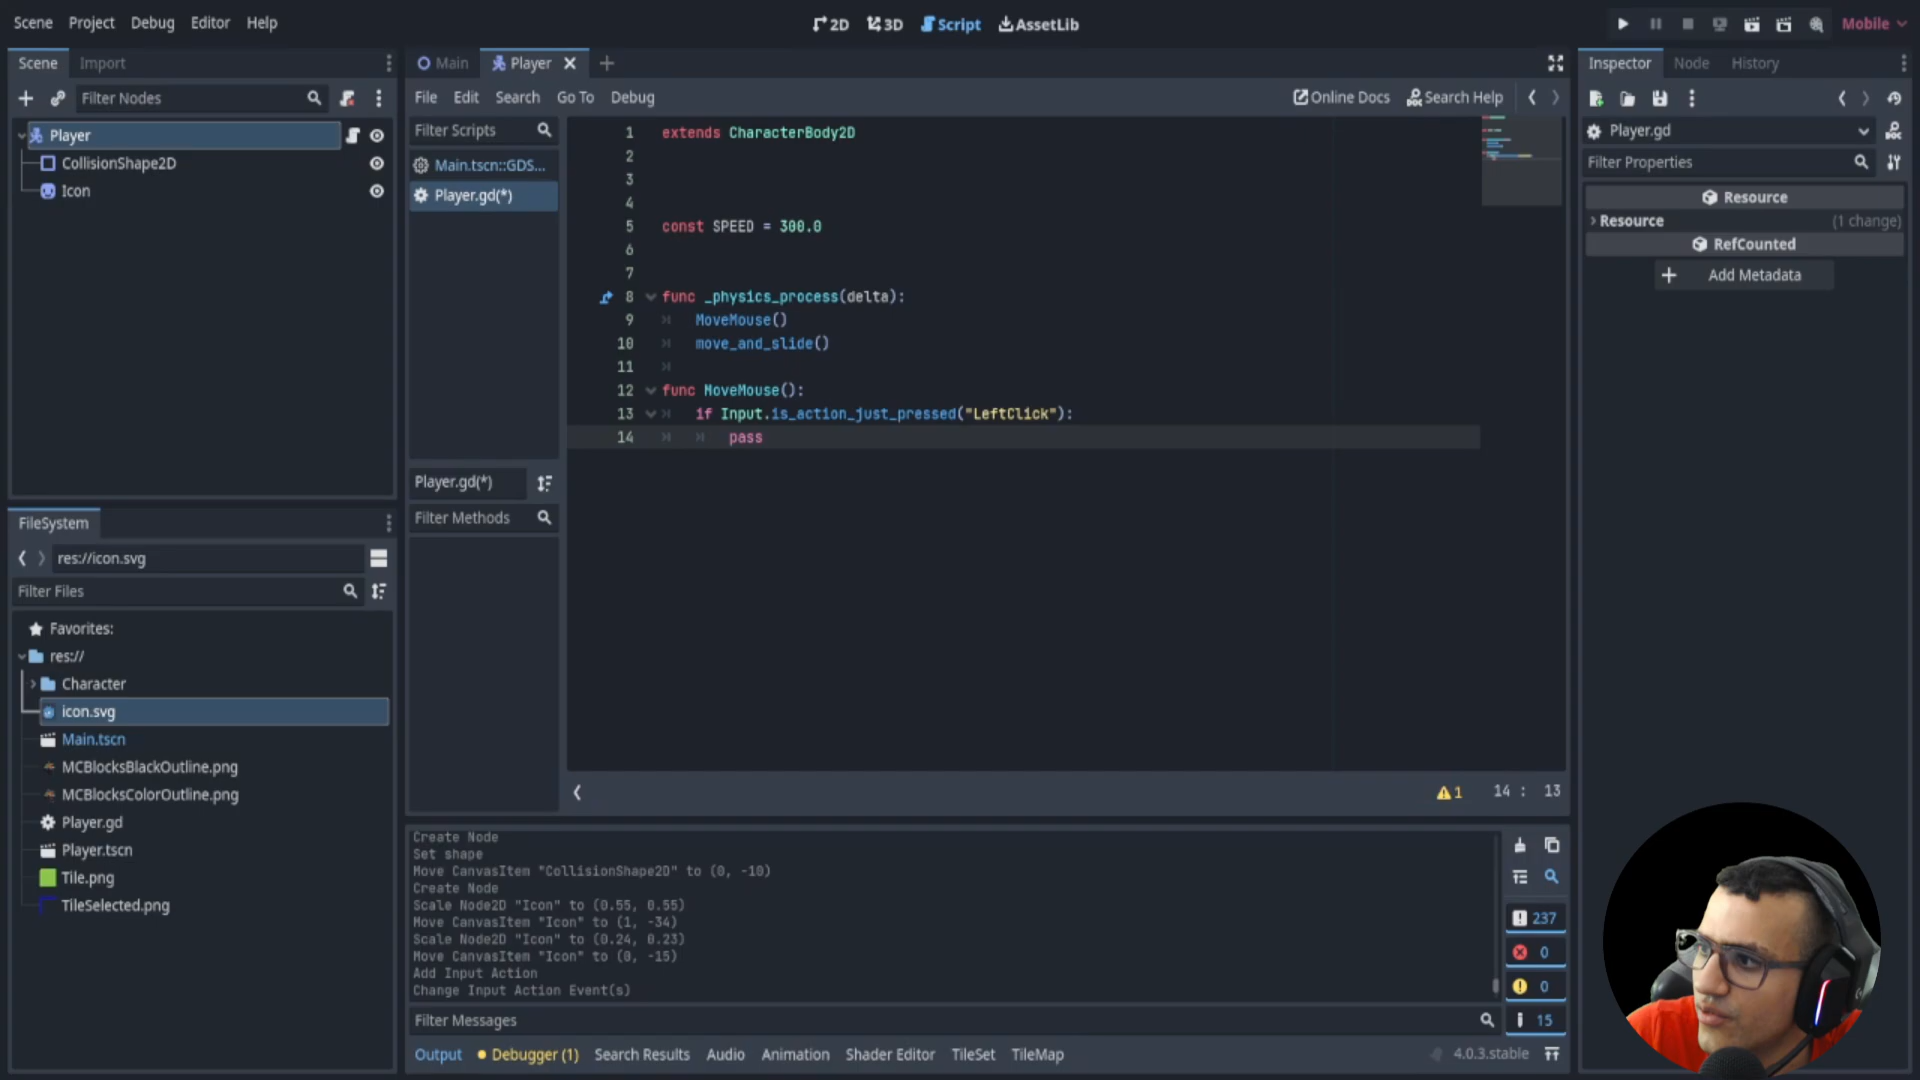 Scene Project Debug Editor Help
2D 3D Script AssetLib
Mobile
Scene Import
Filter Nodes
Player
CollisionShape2D
Icon
FileSystem
res://icon.svg
Filter Files
Favorites:
res://
Character
icon.svg
Main.tscn
MCBlocksBlackOutline.png
MCBlocksColorOutline.png
Player.gd
Player.tscn
Tile.png
TileSelected.png
Main Player
File Edit Search Go To Debug
Online Docs Search Help
Filter Scripts
Main.tscn::GDS...
Player.gd(*)
Player.gd(*)
Filter Methods
1 extends CharacterBody2D
2
3
4
5 const SPEED = 300.0
6
7
8 func _physics_process(delta):
9 MoveMouse()
10 move_and_slide()
11
12 func MoveMouse():
13 if Input.is_action_just_pressed("LeftClick"):
14 pass
1 14 : 13
Create Node
Set shape
Move CanvasItem "CollisionShape2D" to (0, -10)
Create Node
Scale Node2D "Icon" to (0.55, 0.55)
Move CanvasItem "Icon" to (1, -34)
Scale Node2D "Icon" to (0.24, 0.23)
Move CanvasItem "Icon" to (0, -15)
Add Input Action
Change Input Action Event(s)
237
0
0
15
Filter Messages
Output Debugger (1) Search Results Audio Animation Shader Editor TileSet TileMap
4.0.3.stable
Inspector Node History
Player.gd
Filter Properties
Resource
Resource (1 change)
RefCounted
Add Metadata